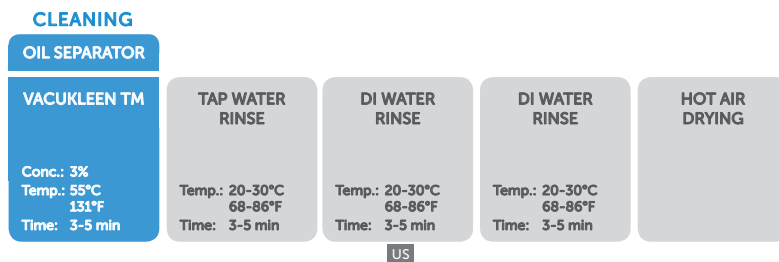 CLEANING
OIL SEPARATOR
VACUKLEEN TM
Conc.: 3%
Temp.: 55°C
131°F
Time: 3-5 min
TAP WATER
RINSE
Temp.: 20-30°C
68-86°F
Time: 3-5 min
DI WATER
RINSE
Temp.: 20-30°C
68-86°F
Time: 3-5 min
DI WATER
RINSE
Temp.: 20-30°C
68-86°F
Time: 3-5 min
HOT AIR
DRYING
US